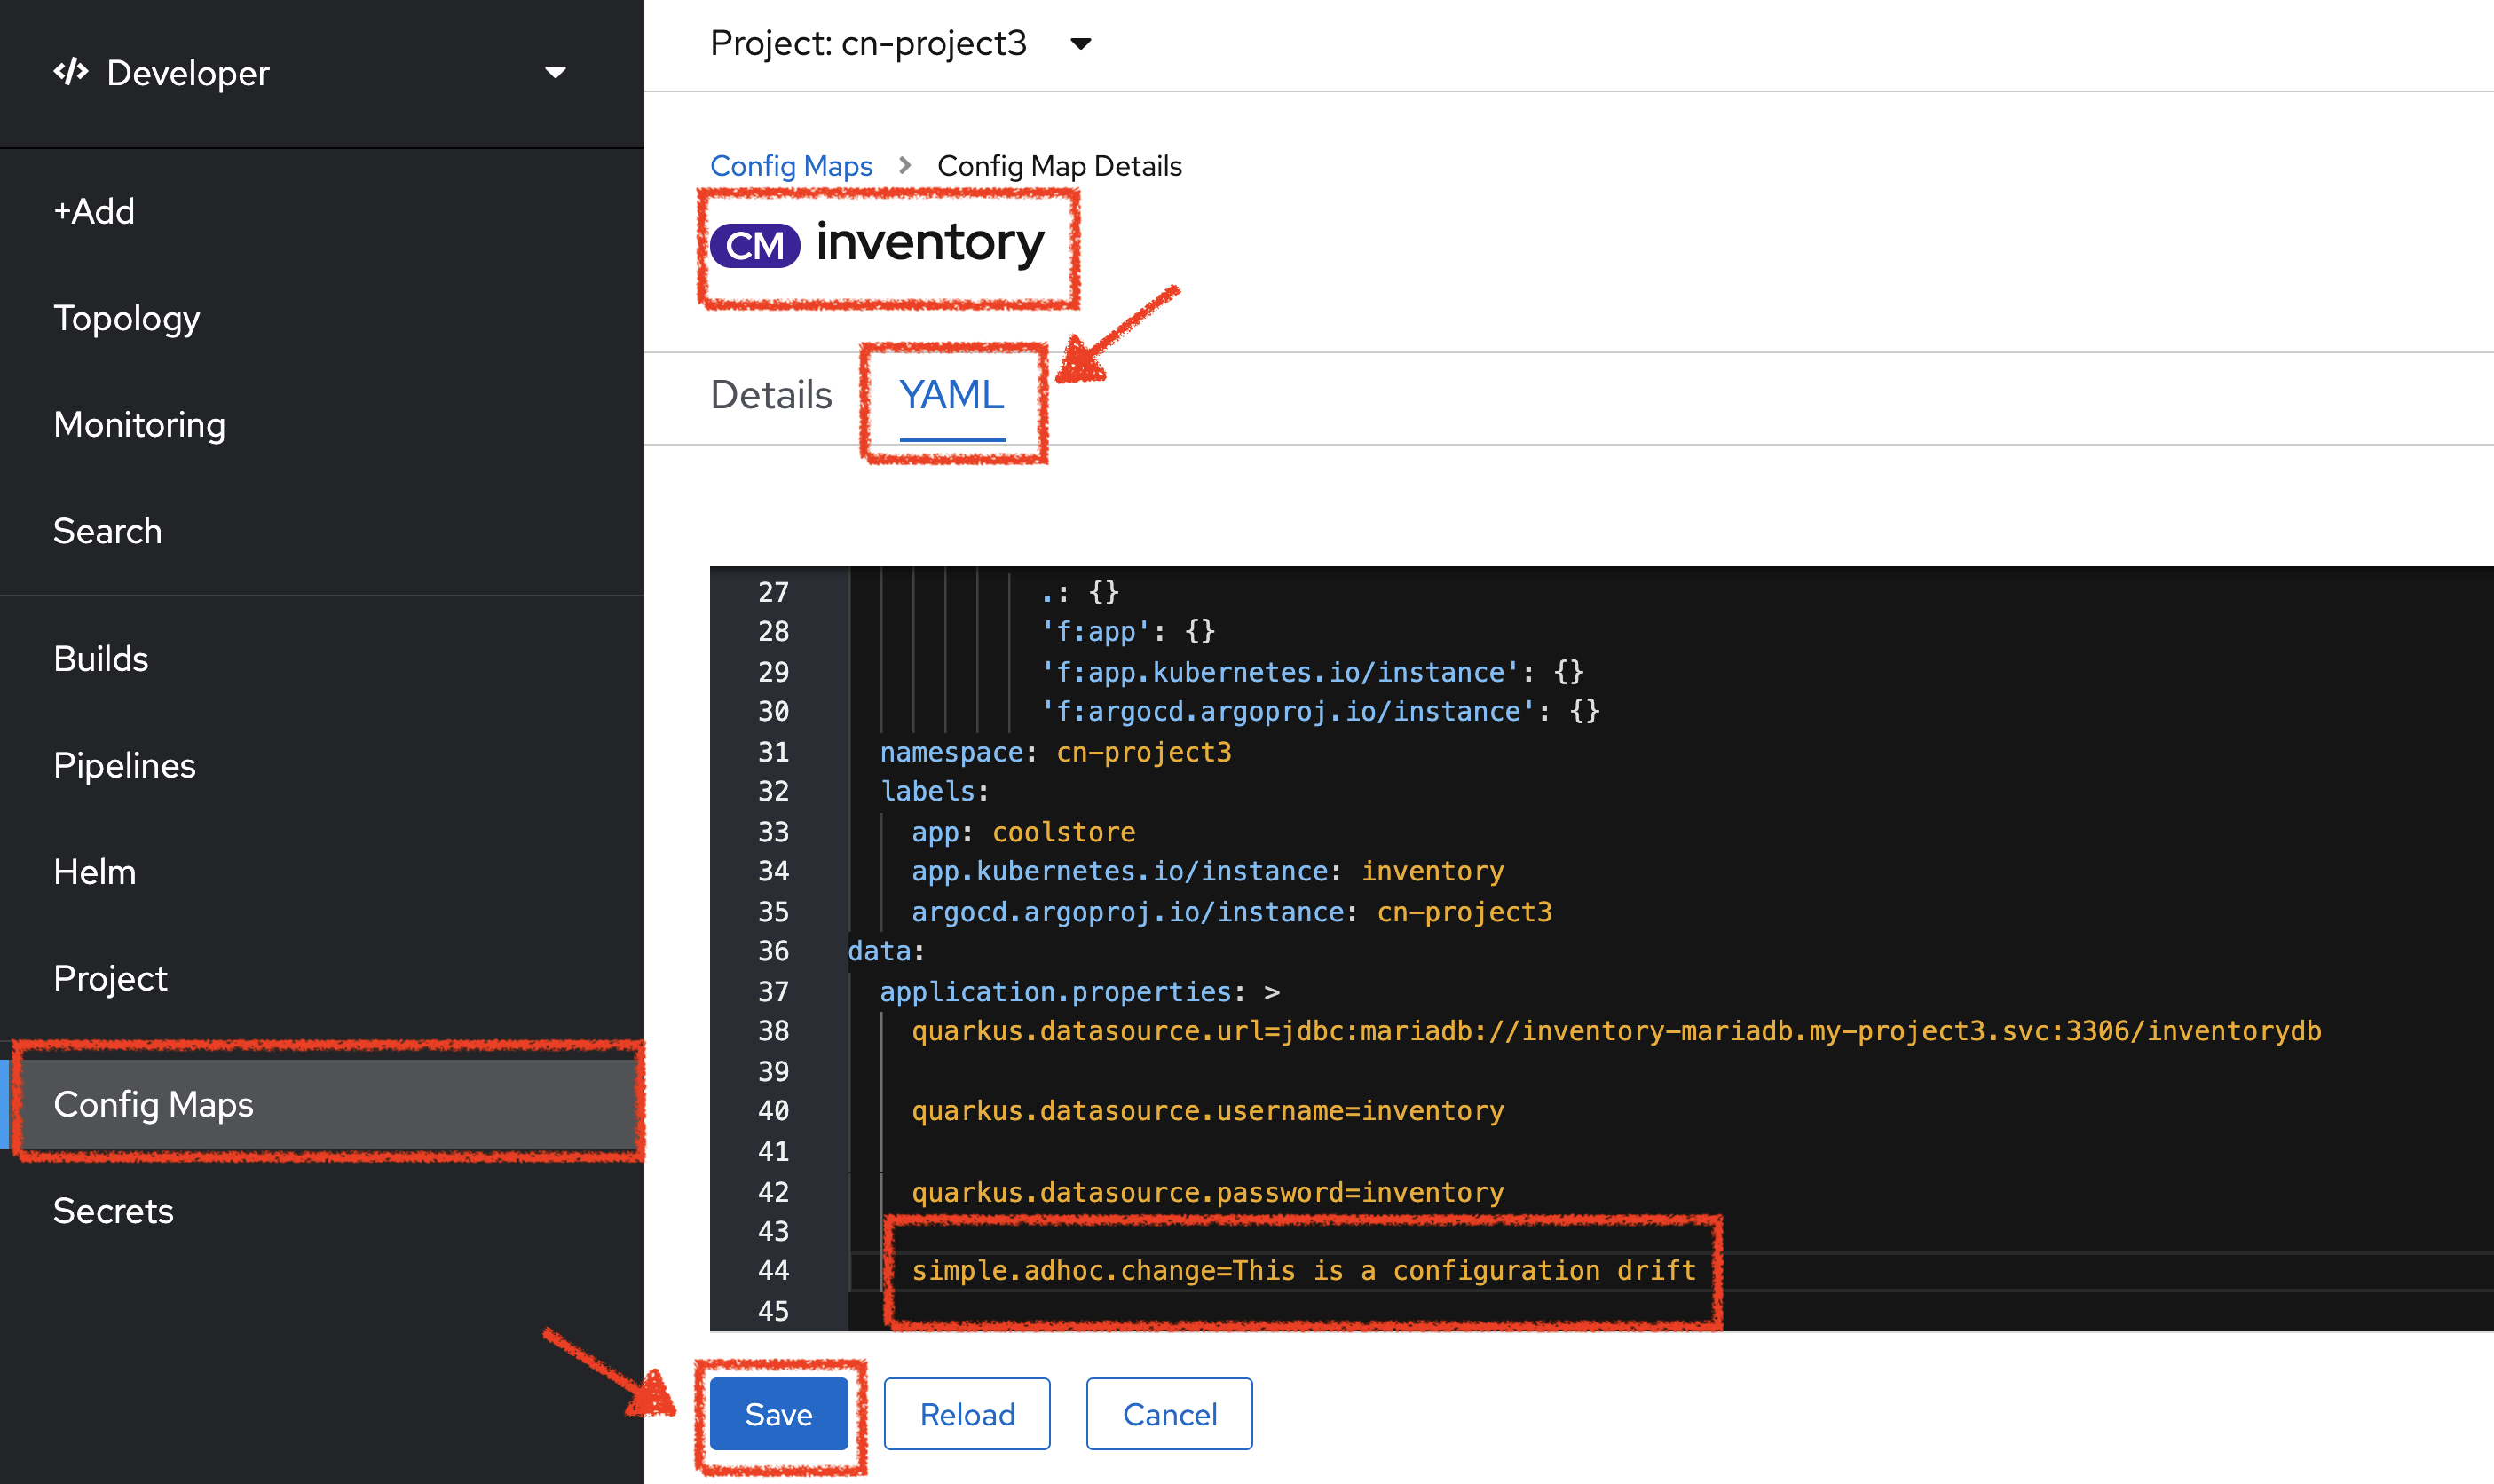 </> Developer
+Add
Topology
Monitoring
Search
Builds
Pipelines
Helm
Project
Config Maps
Secrets
Project: cn-project3
Config Maps > Config Map Details
CM inventory
Details YAML
27 .: {}
28 'f:app': {}
29 'f:app.kubernetes.io/instance': {}
30 'f:argocd.argoproj.io/instance': {}
31 namespace: cn-project3
32 labels:
33 app: coolstore
34 app.kubernetes.io/instance: inventory
35 argocd.argoproj.io/instance: cn-project3
36 data:
37 application.properties: >
38 quarkus.datasource.url=jdbc:mariadb://inventory-mariadb.my-project3.svc:3306/inventorydb
39
40 quarkus.datasource.username=inventory
41
42 quarkus.datasource.password=inventory
43
44 simple.adhoc.change=This is a configuration drift
45
Save Reload Cancel